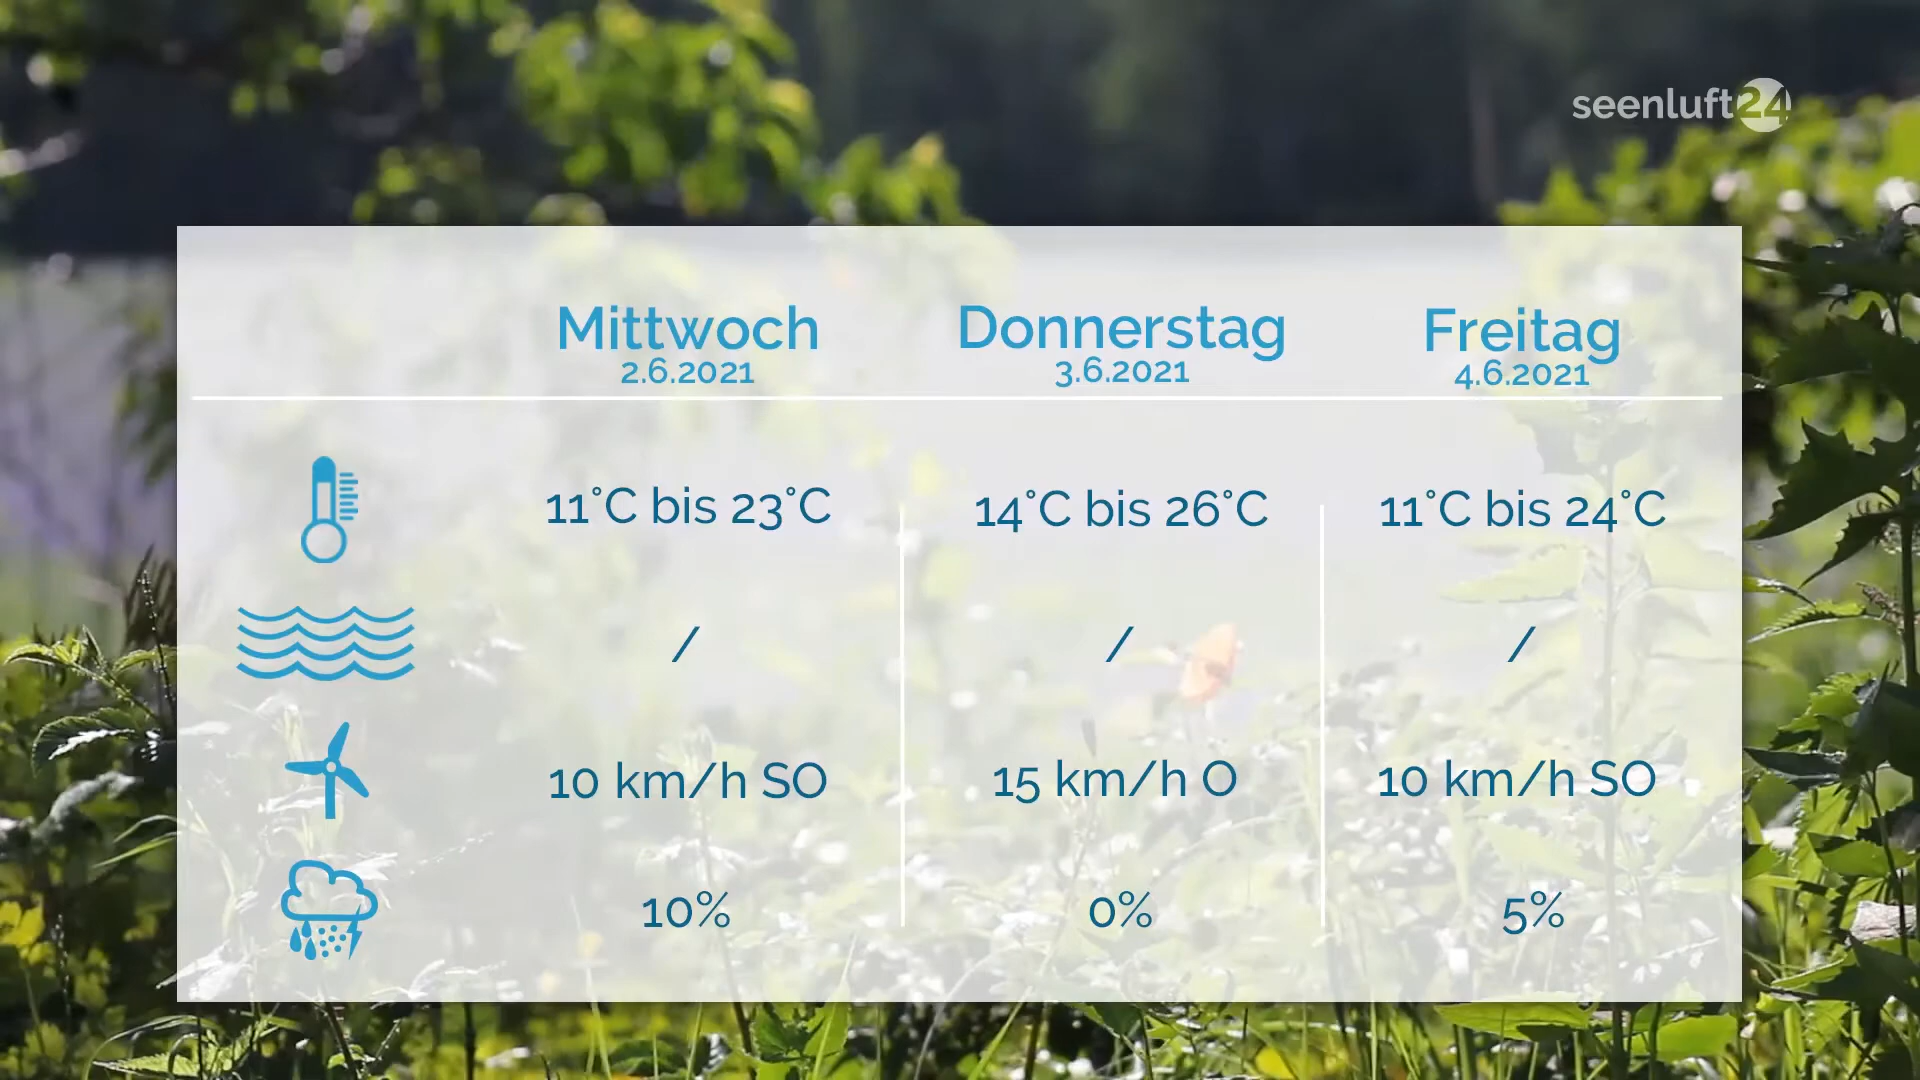 seenluft24
Mittwoch Donnerstag Freitag
2.6.2021 3.6.2021 4.6.2021
11°C bis 23°C 14°C bis 26°C 11°C bis 24°C
/ / /
10 km/h SO 15 km/h O 10 km/h SO
10% 0% 5%